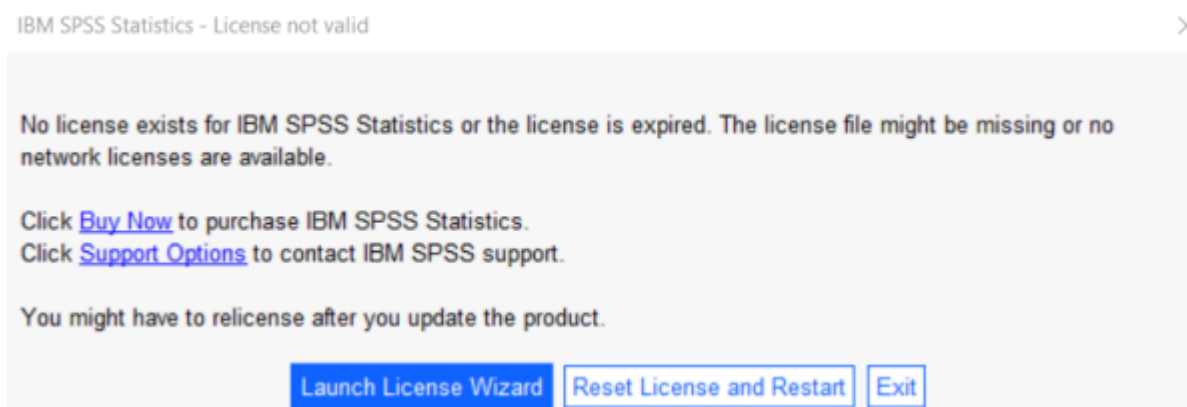 IBM SPSS Statistics - License not valid
No license exists for IBM SPSS Statistics or the license is expired. The license file might be missing or no
network licenses are available.
Click Buy Now to purchase IBM SPSS Statistics.
Click Support Options to contact IBM SPSS support.
You might have to relicense after you update the product.
Launch License Wizard Reset License and Restart Exit